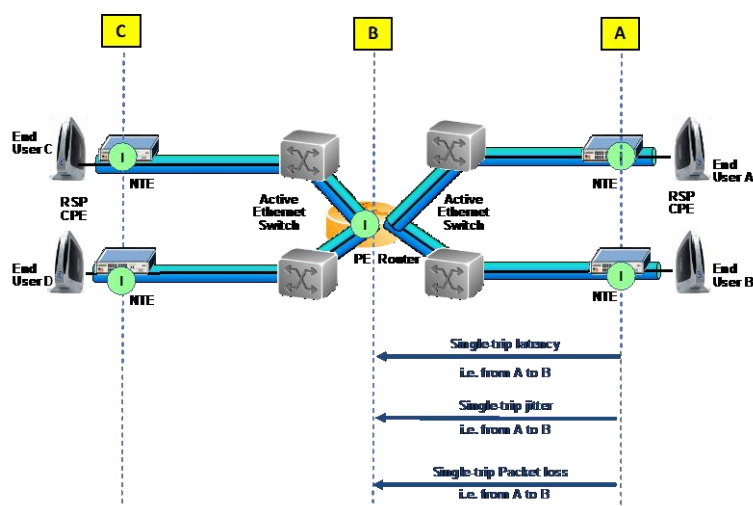 C
B
A
End
User C
I
NTE
RSP
CPE
Active
Ethernet
Switch
I
PE Router
Active
Ethernet
Switch
I
NTE
End
User A
RSP
CPE
End
User D
I
NTE
I
NTE
End
User B
Single-trip latency
i.e. from A to B
Single-trip jitter
i.e. from A to B
Single-trip Packet loss
i.e. from A to B